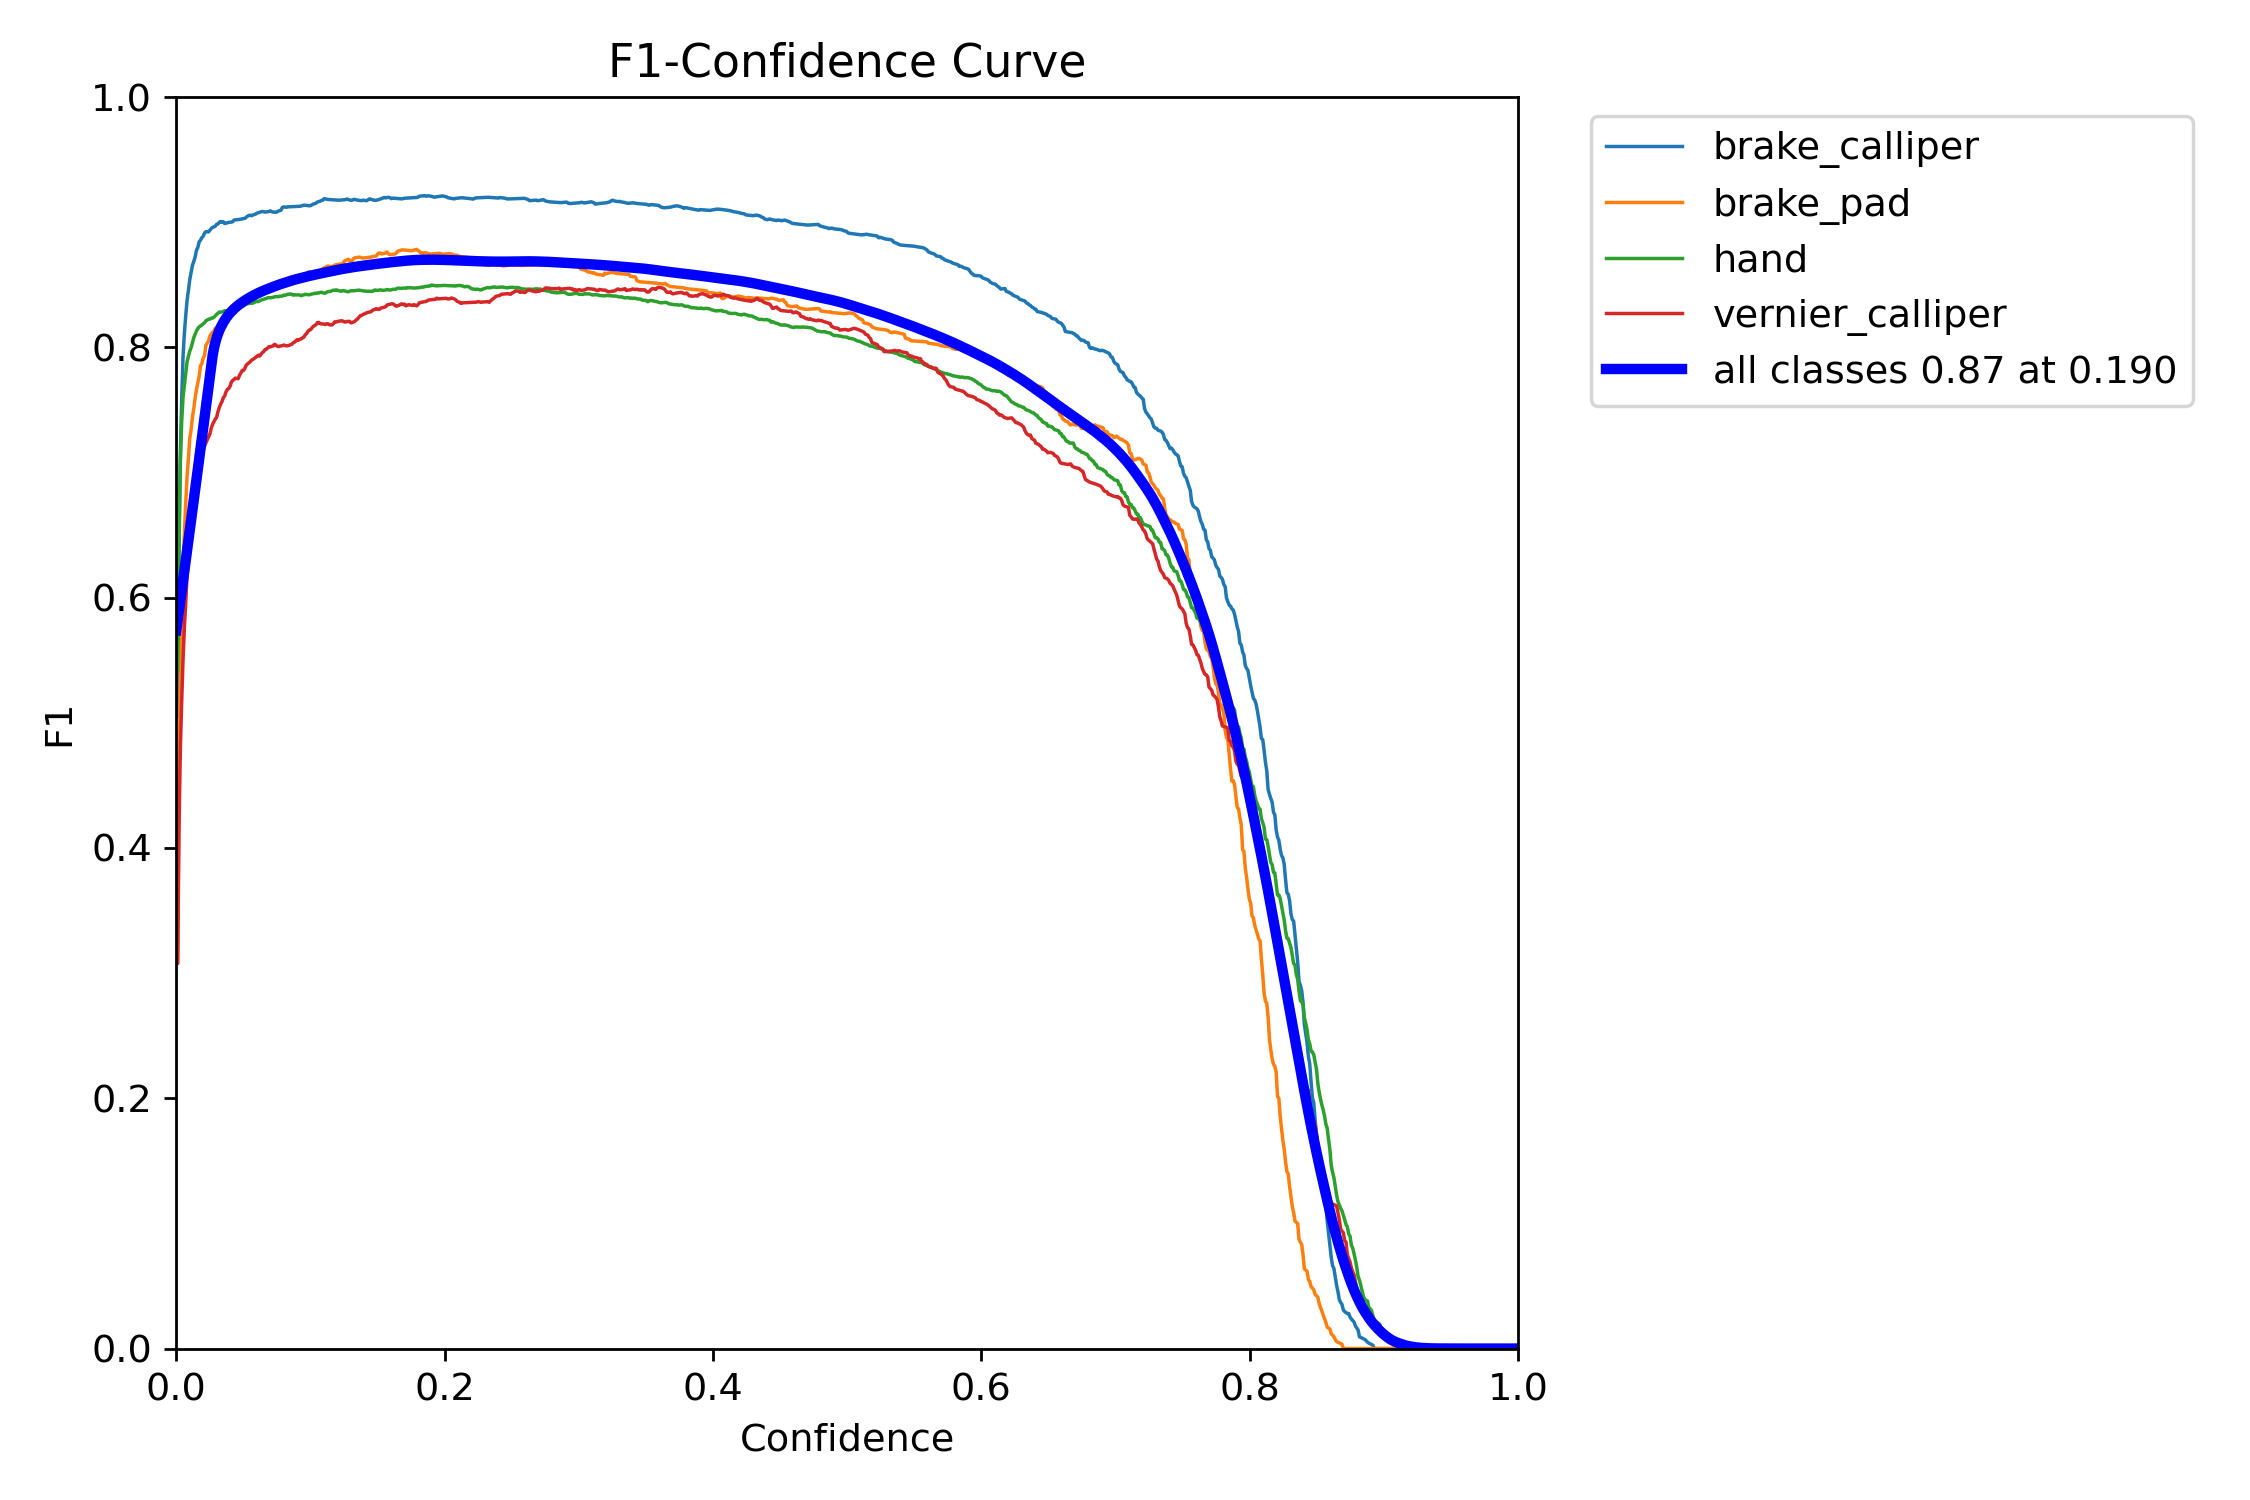 F1-Confidence Curve
1.0
0.8
0.6
0.4
0.2
0.0
F1
0.0 0.2 0.4 0.6 0.8 1.0
Confidence
brake_calliper
brake_pad
hand
vernier_calliper
all classes 0.87 at 0.190